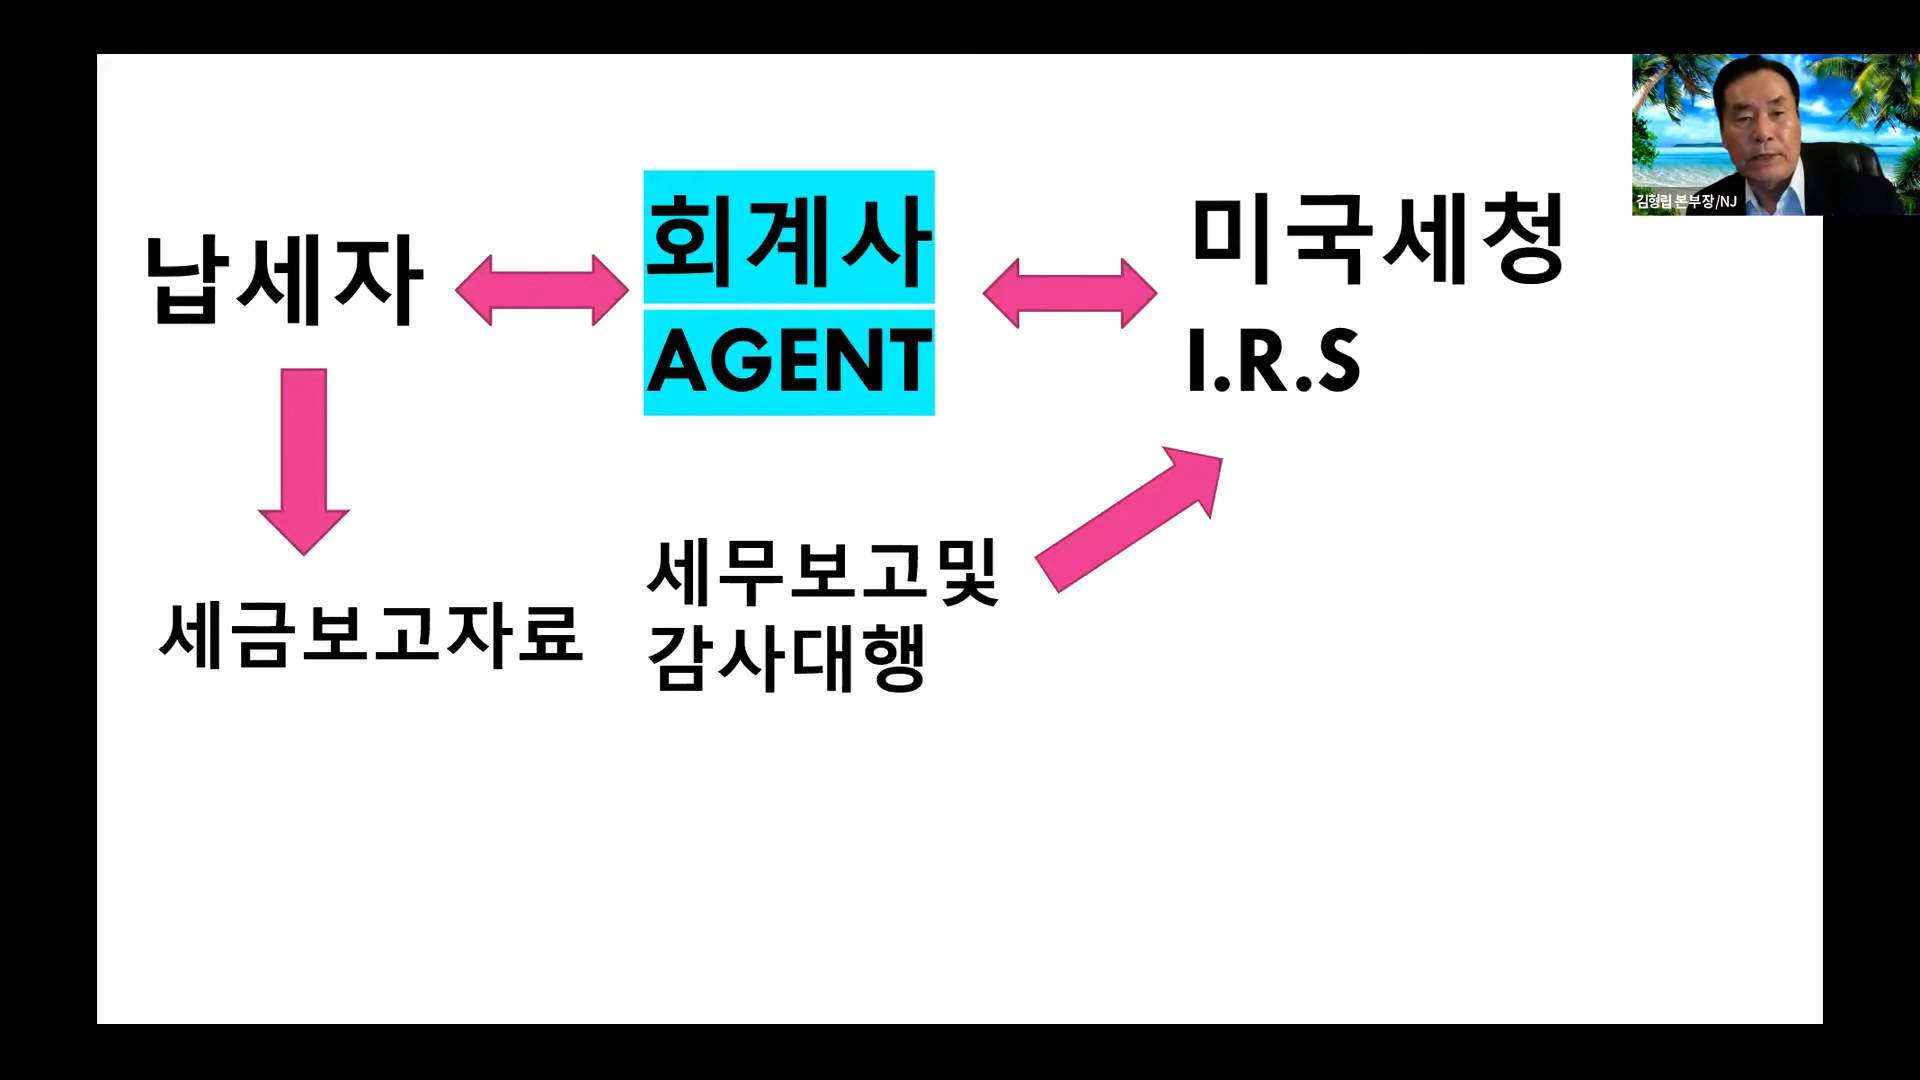 납세자
회계사
AGENT
미국세청
I.R.S
세금보고자료
세무보고및
감사대행
김형립 본부장/NJ